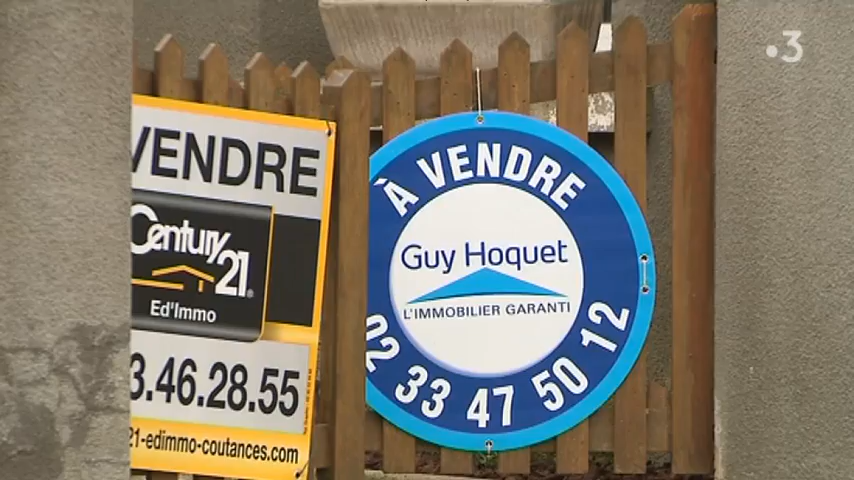 VENDRE
Century
21
Ed'Immo
3.46.28.55
21-edimmo-coutances.com
À VENDRE
Guy Hoquet
L'IMMOBILIER GARANTI
02 33 47 50 12
3